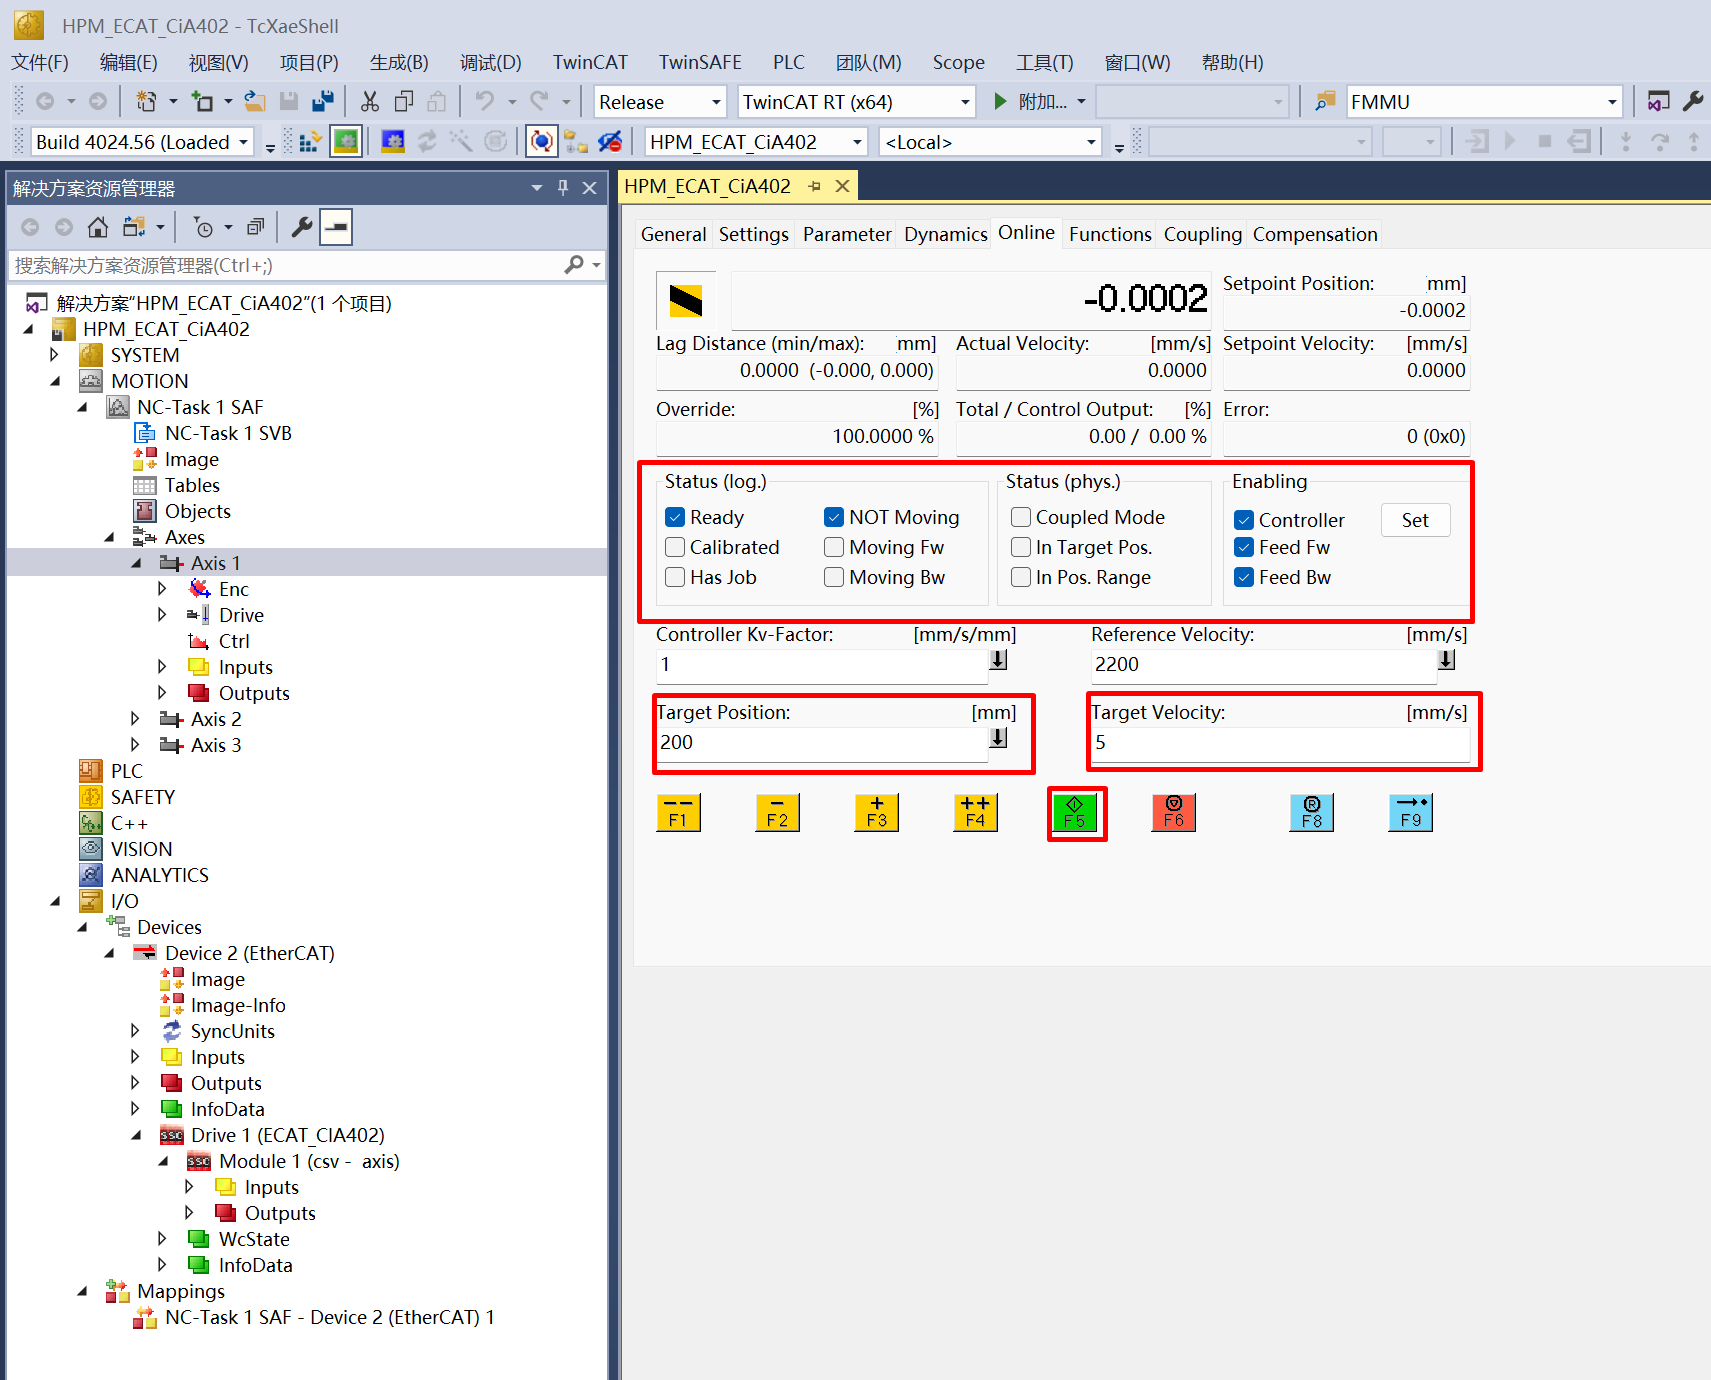 HPM_ECAT_CiA402 - TcXaeShell
文件(F) 编辑(E) 视图(V) 项目(P) 生成(B) 调试(D) TwinCAT TwinSAFE PLC 团队(M) Scope 工具(T) 窗口(W) 帮助(H)
Release TwinCAT RT (x64) 附加... FMMU
Build 4024.56 (Loaded HPM_ECAT_CiA402 <Local>
解决方案资源管理器
搜索解决方案资源管理器(Ctrl+;)
解决方案"HPM_ECAT_CiA402"(1 个项目)
HPM_ECAT_CiA402
SYSTEM
MOTION
NC-Task 1 SAF
NC-Task 1 SVB
Image
Tables
Objects
Axes
Axis 1
Enc
Drive
Ctrl
Inputs
Outputs
Axis 2
Axis 3
PLC
SAFETY
C++
VISION
ANALYTICS
I/O
Devices
Device 2 (EtherCAT)
Image
Image-Info
SyncUnits
Inputs
Outputs
InfoData
Drive 1 (ECAT_CIA402)
Module 1 (csv - axis)
Inputs
Outputs
WcState
InfoData
Mappings
NC-Task 1 SAF - Device 2 (EtherCAT) 1
HPM_ECAT_CiA402
General Settings Parameter Dynamics Online Functions Coupling Compensation
-0.0002
Setpoint Position: mm]
-0.0002
Lag Distance (min/max): mm] Actual Velocity: [mm/s] Setpoint Velocity: [mm/s]
0.0000 (-0.000, 0.000) 0.0000 0.0000
Override: [%] Total / Control Output: [%] Error:
100.0000 % 0.00 / 0.00 % 0 (0x0)
Status (log.) Status (phys.) Enabling
Ready NOT Moving Coupled Mode Controller Set
Calibrated Moving Fw In Target Pos. Feed Fw
Has Job Moving Bw In Pos. Range Feed Bw
Controller Kv-Factor: [mm/s/mm] Reference Velocity: [mm/s]
1 2200
Target Position: [mm] Target Velocity: [mm/s]
200 5
-- - + ++ R
F1 F2 F3 F4 F5 F6 F8 F9